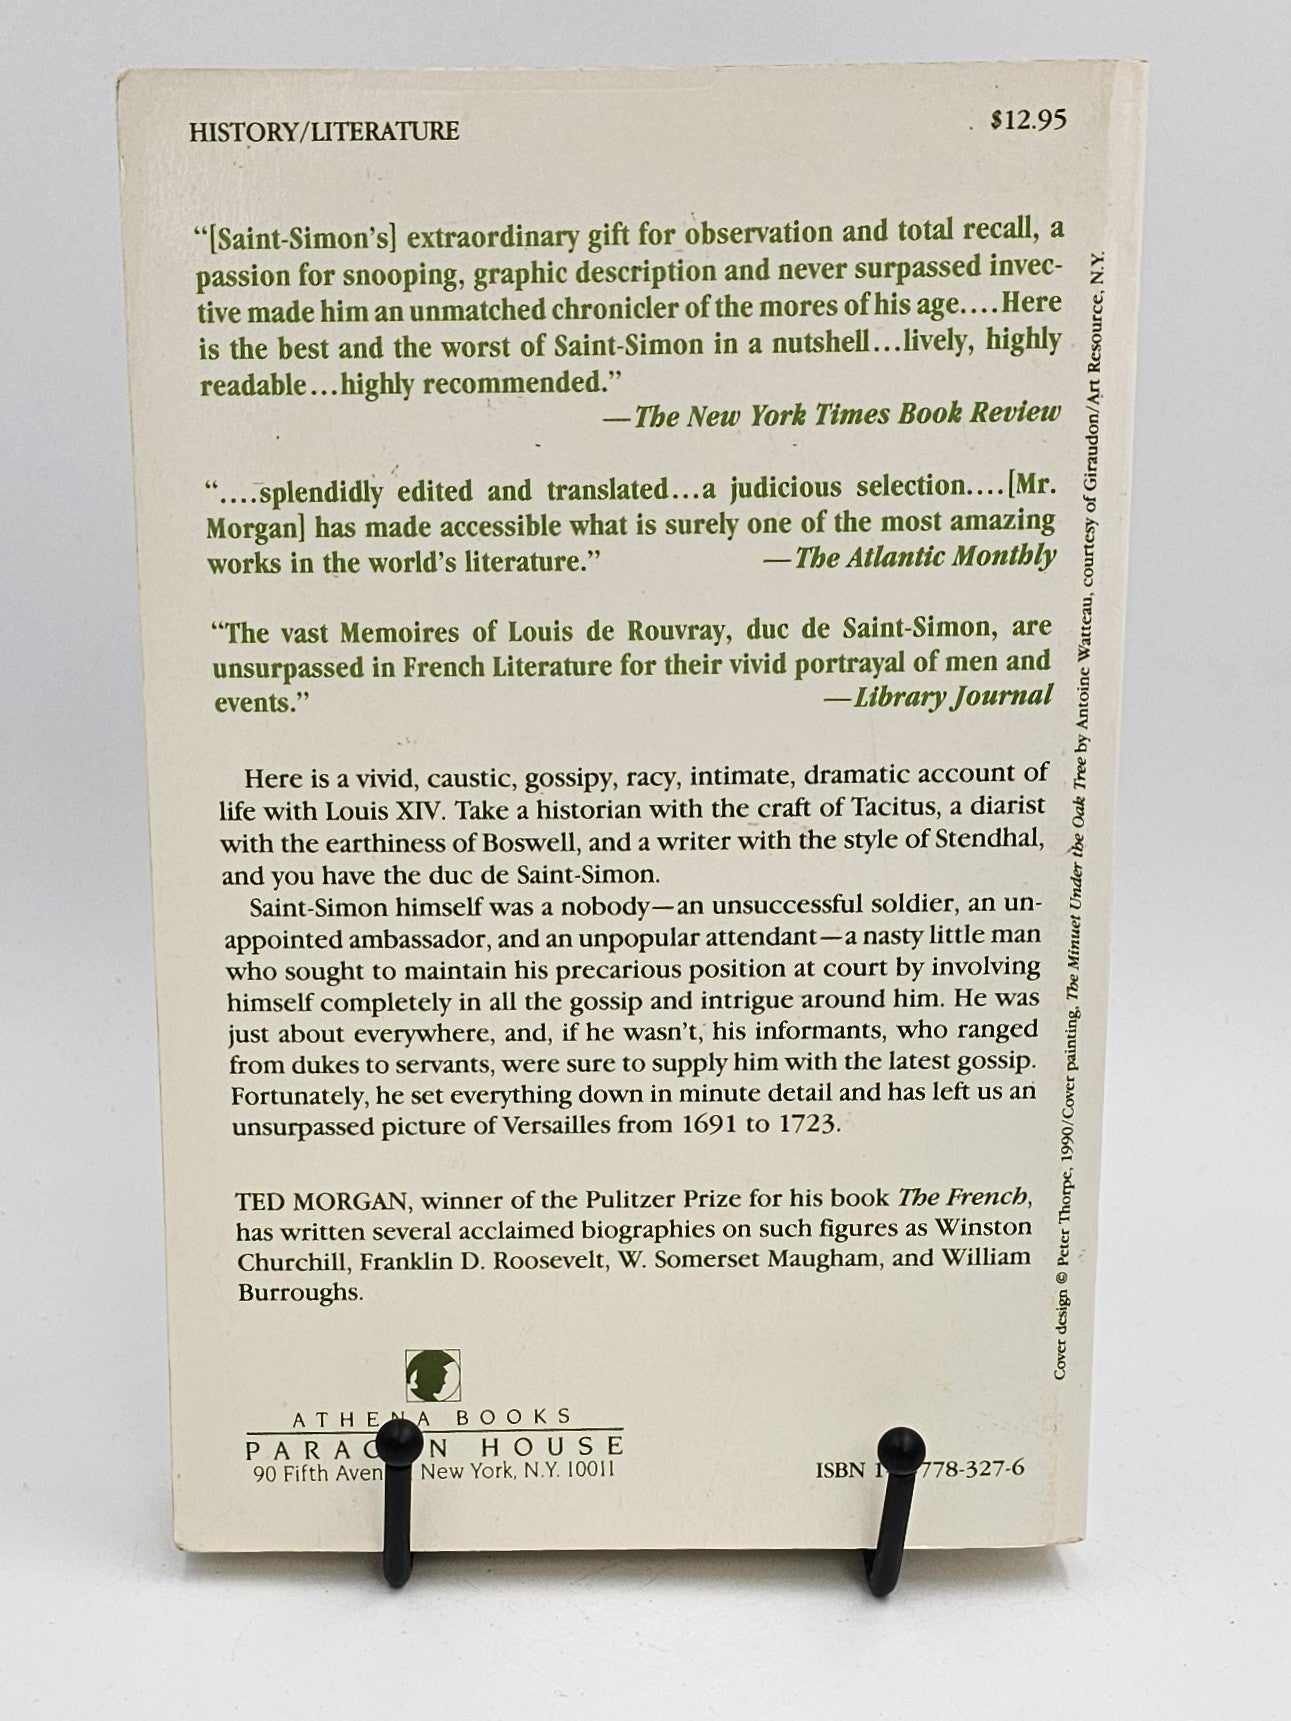 HISTORY/LITERATURE
$12.95
“[Saint-Simon's] extraordinary gift for observation and total recall, a
passion for snooping, graphic description and never surpassed invec-
tive made him an unmatched chronicler of the mores of his age....Here
is the best and the worst of Saint-Simon in a nutshell...lively, highly
readable...highly recommended.”
—The New York Times Book Review
“....splendidly edited and translated...a judicious selection....[Mr.
Morgan] has made accessible what is surely one of the most amazing
works in the world's literature.” —The Atlantic Monthly
“The vast Memoires of Louis de Rouvray, duc de Saint-Simon, are
unsurpassed in French Literature for their vivid portrayal of men and
events.” —Library Journal
Here is a vivid, caustic, gossipy, racy, intimate, dramatic account of
life with Louis XIV. Take a historian with the craft of Tacitus, a diarist
with the earthiness of Boswell, and a writer with the style of Stendhal,
and you have the duc de Saint-Simon.
Saint-Simon himself was a nobody—an unsuccessful soldier, an un-
appointed ambassador, and an unpopular attendant—a nasty little man
who sought to maintain his precarious position at court by involving
himself completely in all the gossip and intrigue around him. He was
just about everywhere, and, if he wasn't, his informants, who ranged
from dukes to servants, were sure to supply him with the latest gossip.
Fortunately, he set everything down in minute detail and has left us an
unsurpassed picture of Versailles from 1691 to 1723.
TED MORGAN, winner of the Pulitzer Prize for his book The French,
has written several acclaimed biographies on such figures as Winston
Churchill, Franklin D. Roosevelt, W. Somerset Maugham, and William
Burroughs.
ATHENA BOOKS
PARAGON HOUSE
90 Fifth New York, N.Y. 10011
ISBN 778-327-6
Cover design © Peter Thorpe, 1990/Cover painting, The Minuet Under the Oak Tree by Antoine Watteau, courtesy of Giraudon/Art Resource, N.Y.